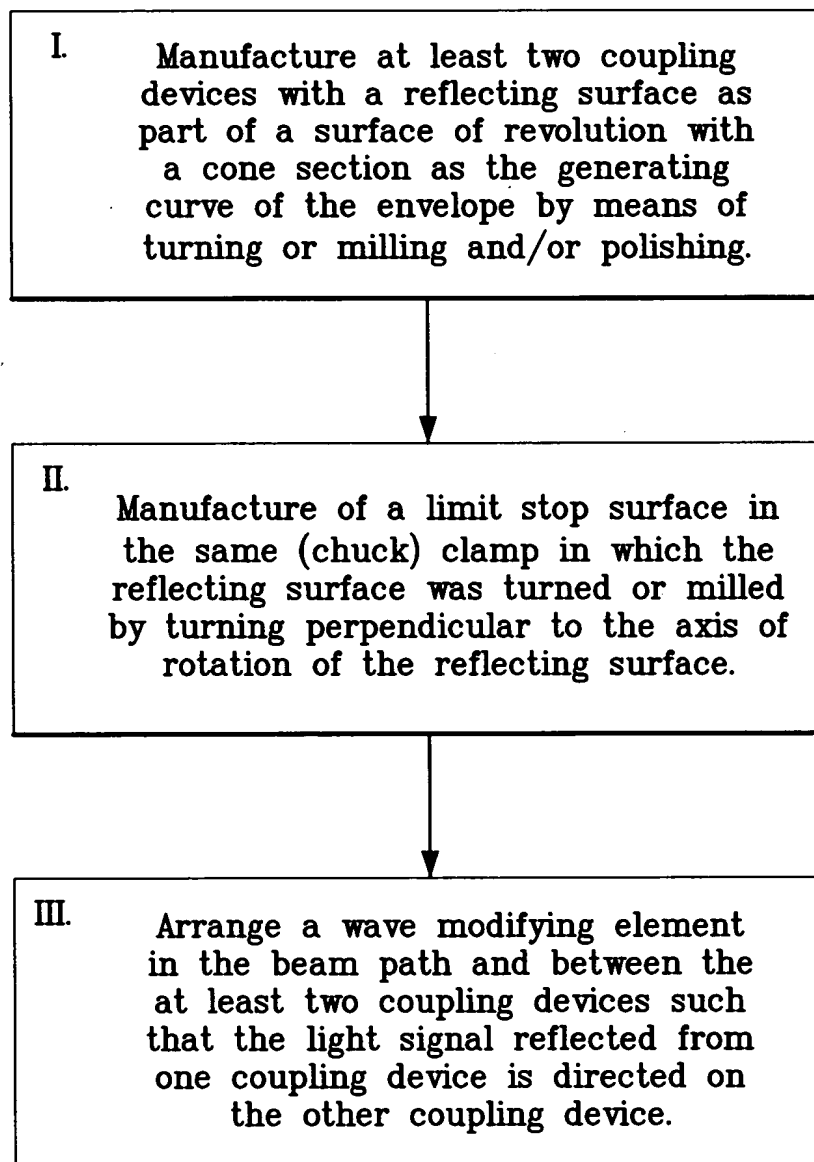 I.
Manufacture at least two coupling
devices with a reflecting surface as
part of a surface of revolution with
a cone section as the generating
curve of the envelope by means of
turning or milling and/or polishing.
II.
Manufacture of a limit stop surface in
the same (chuck) clamp in which the
reflecting surface was turned or milled
by turning perpendicular to the axis of
rotation of the reflecting surface.
III.
Arrange a wave modifying element
in the beam path and between the
at least two coupling devices such
that the light signal reflected from
one coupling device is directed on
the other coupling device.